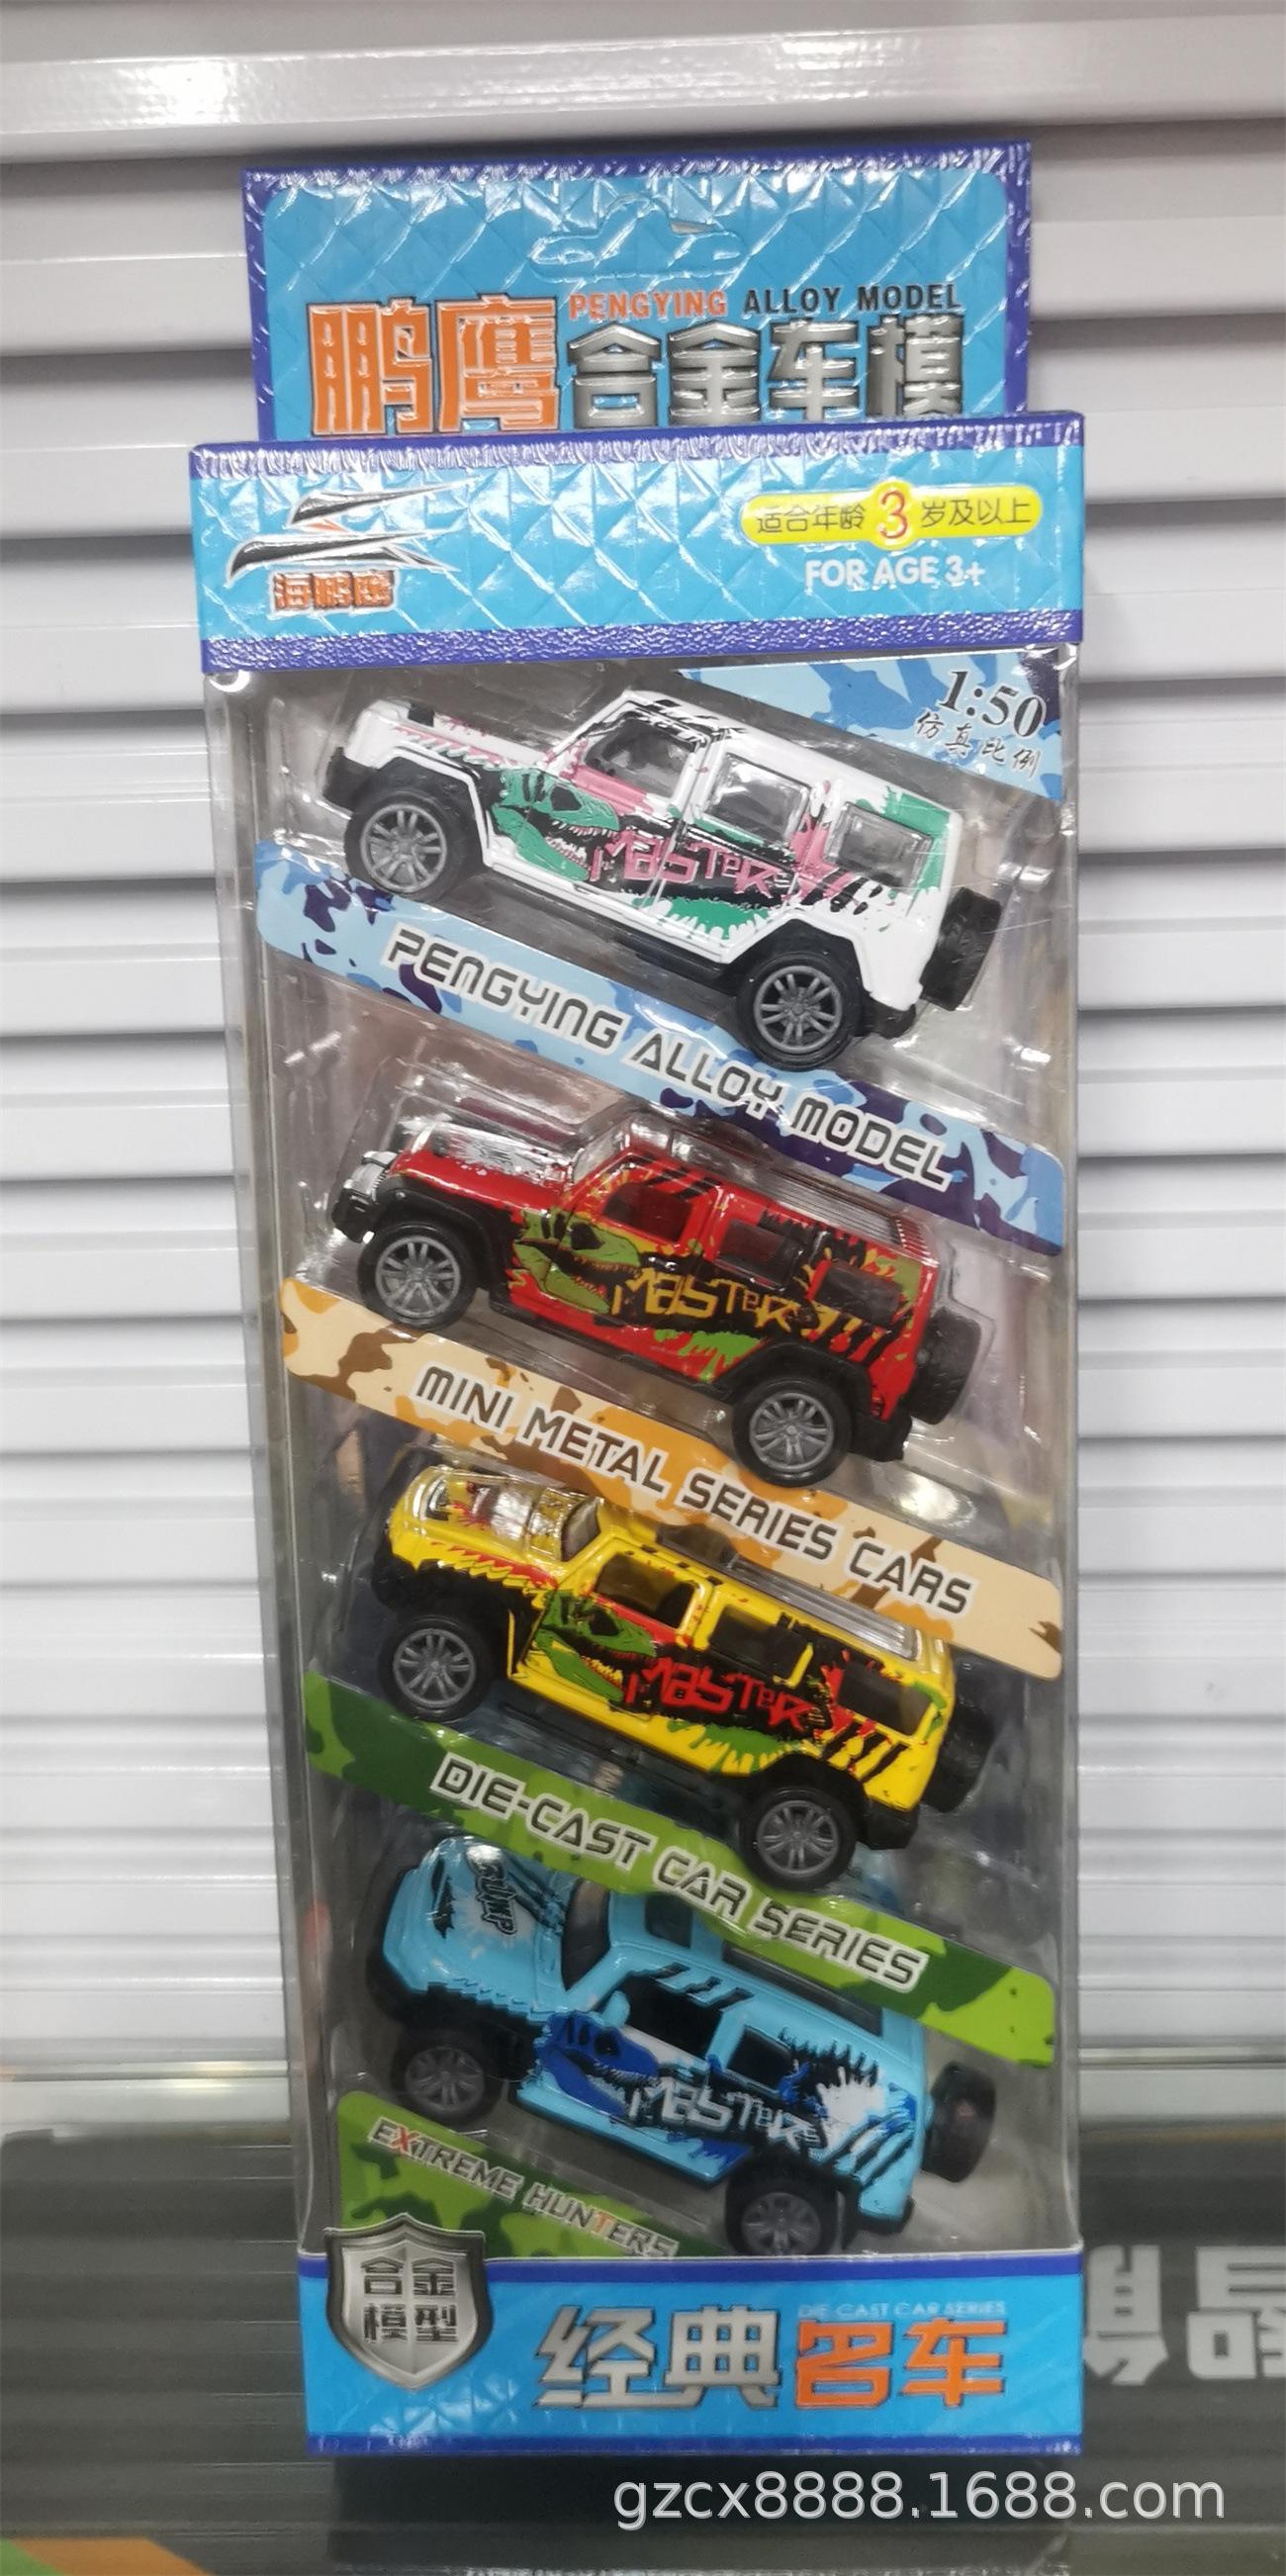 PENGYING ALLOY MODEL
鹏鹰合金车模
海鹏鹰
适合年龄3岁及以上
FOR AGE 3+
1:50
仿真比例
MASTER
PENGYING ALLOY MODEL
MASTER
MINI METAL SERIES CARS
MASTER
DIE-CAST CAR SERIES
MASTER
EXTREME HUNTERS
合金
模型
DIE CAST CAR SERIES
经典名车
gzcx8888.1688.com